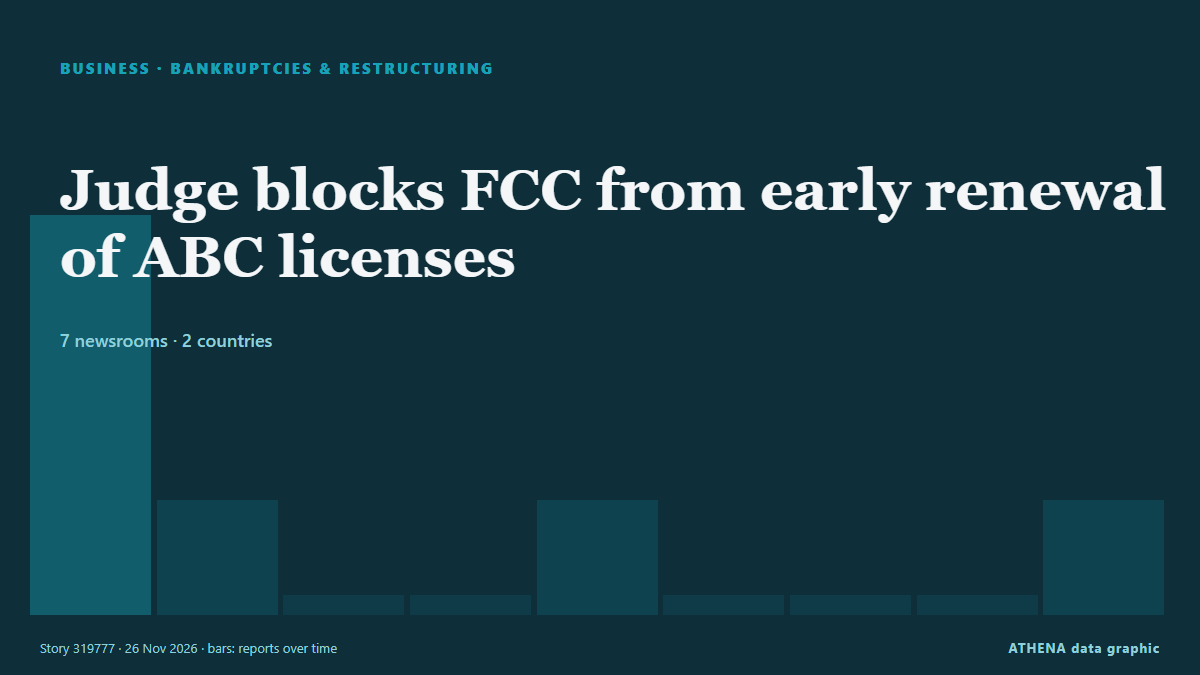 BUSINESS · BANKRUPTCIES & RESTRUCTURING
Judge blocks FCC from early renewal
of ABC licenses
7 newsrooms · 2 countries
Story 319777 · 26 Nov 2026 · bars: reports over time
ATHENA data graphic